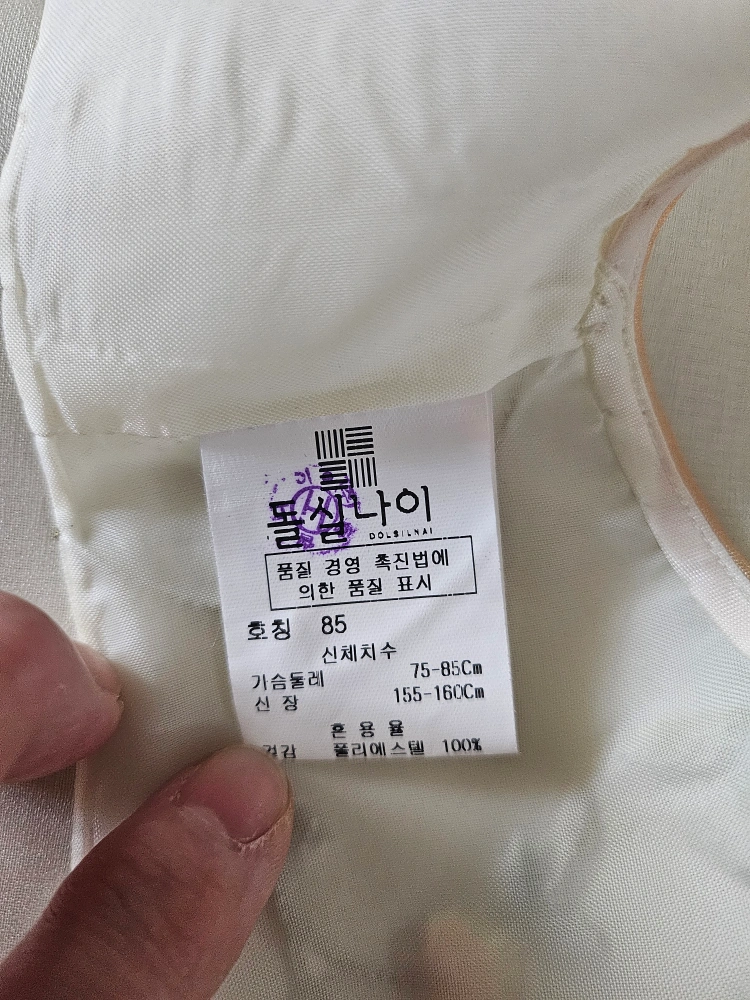 돌실나이
DOLSILNAI
품질 경영 촉진법에
의한 품질 표시
호칭 85
신체치수
가슴둘레 75-85Cm
신 장 155-160Cm
혼 용 율
겉감 폴리에스텔 100%